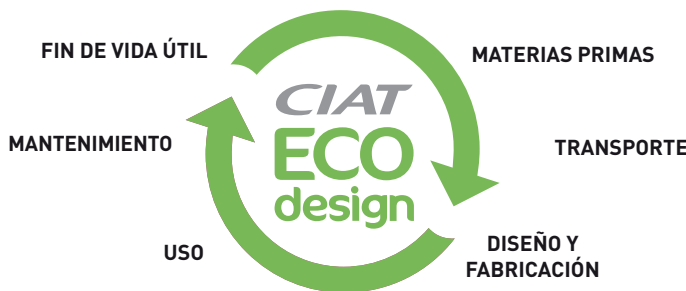 FIN DE VIDA ÚTIL
MATERIAS PRIMAS
CIAT
MANTENIMIENTO
ECO
TRANSPORTE
design
USO
DISEÑO Y
FABRICACIÓN